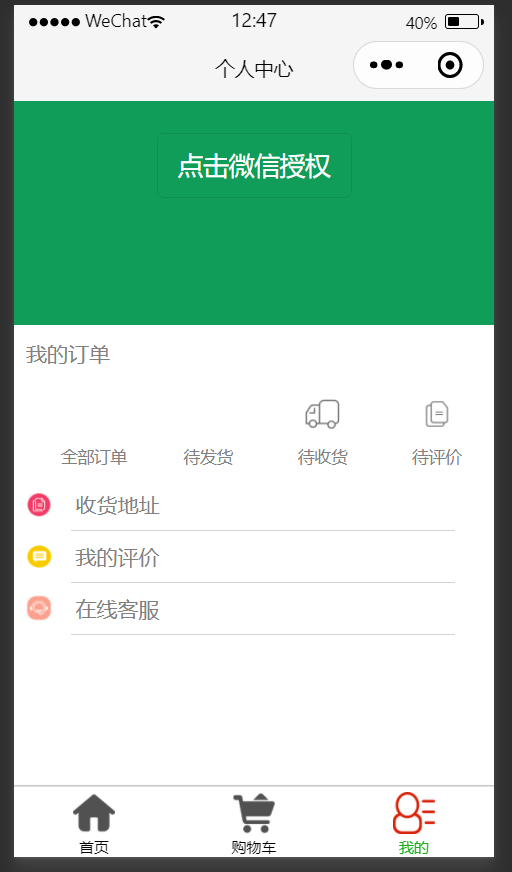 WeChat 12:47 40%
个人中心
点击微信授权
我的订单
全部订单 待发货 待收货 待评价
收货地址
我的评价
在线客服
首页 购物车 我的